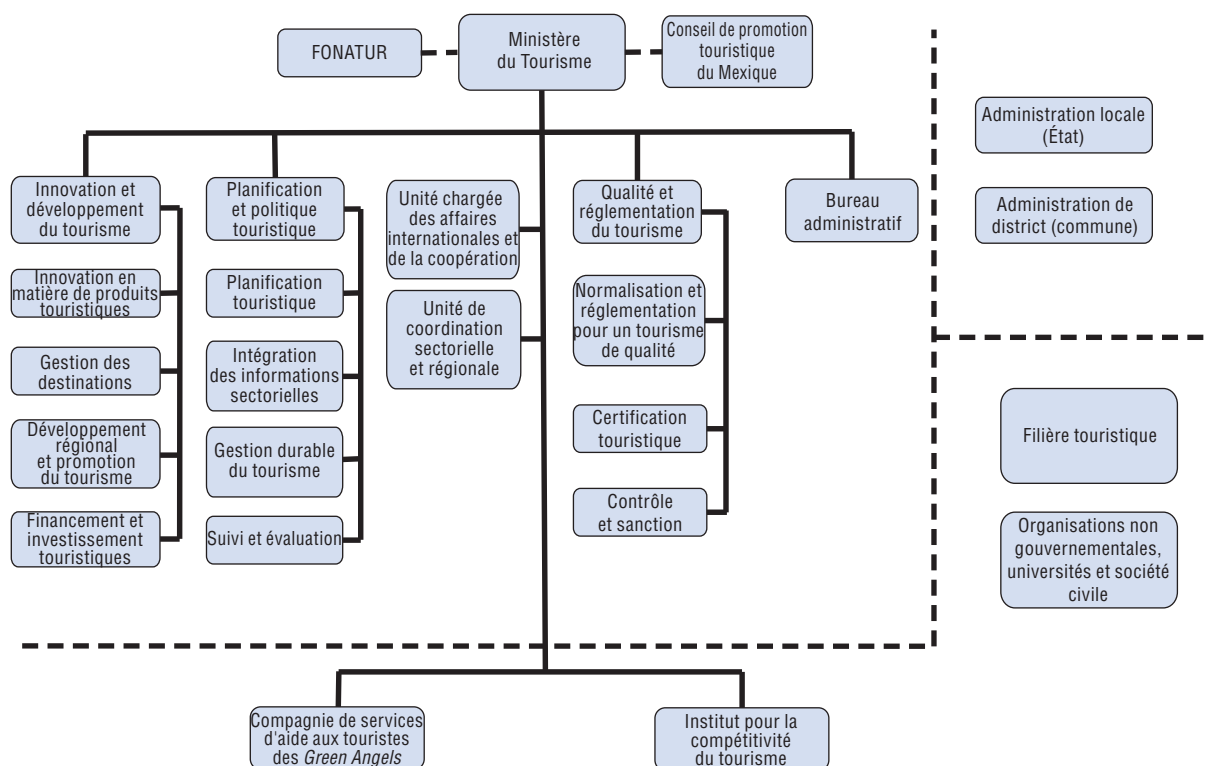 FONATUR
Ministère
du Tourisme
Conseil de promotion
touristique
du Mexique
Administration locale
(État)
Administration de
district (commune)
Innovation et
développement
du tourisme
Innovation en
matière de produits
touristiques
Gestion des
destinations
Développement
régional
et promotion
du tourisme
Financement et
investissement
touristiques
Planification
et politique
touristique
Planification
touristique
Intégration
des informations
sectorielles
Gestion durable
du tourisme
Suivi et évaluation
Unité chargée
des affaires
internationales et
de la coopération
Unité de
coordination
sectorielle
et régionale
Qualité et
réglementation
du tourisme
Normalisation et
réglementation
pour un tourisme
de qualité
Certification
touristique
Contrôle
et sanction
Bureau
administratif
Filière touristique
Organisations non
gouvernementales,
universités et société
civile
Compagnie de services
d'aide aux touristes
des Green Angels
Institut pour la
compétitivité
du tourisme